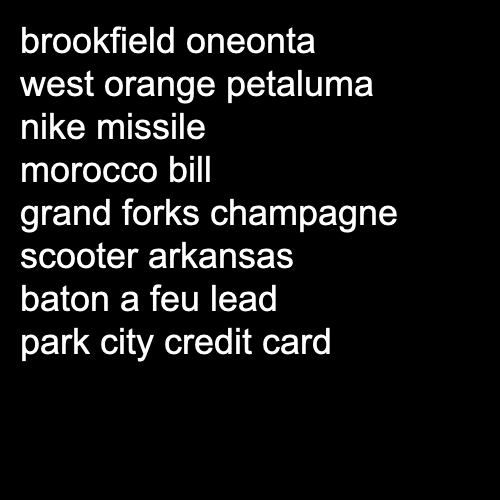 brookfield oneonta
west orange petaluma
nike missile
morocco bill
grand forks champagne
scooter arkansas
baton a feu lead
park city credit card